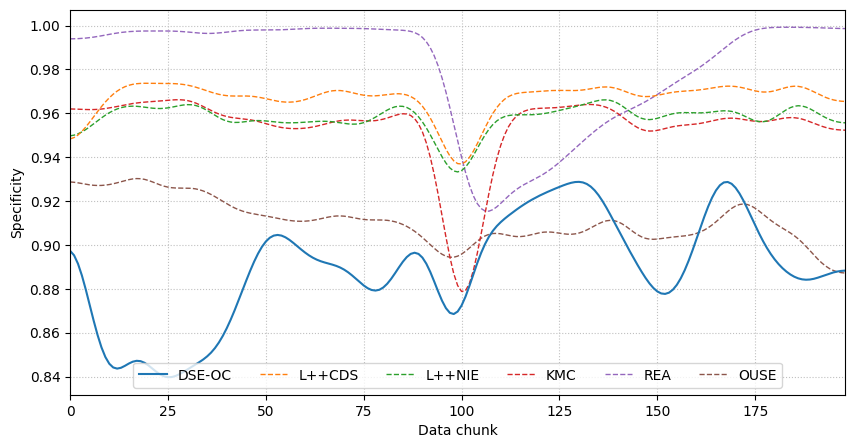 1.00
0.98
0.96
0.94
0.92
0.90
0.88
0.86
0.84
Specificity
DSE-OC L++CDS L++NIE KMC REA OUSE
0 25 50 75 100 125 150 175
Data chunk